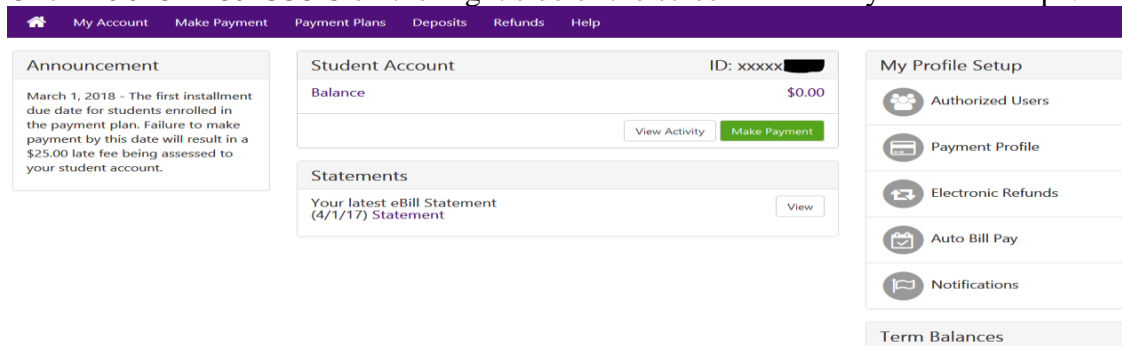 My Account Make Payment Payment Plans Deposits Refunds Help
Announcement
March 1, 2018 - The first installment
due date for students enrolled in
the payment plan. Failure to make
payment by this date will result in a
$25.00 late fee being assessed to
your student account.
Student Account ID: xxxxx
Balance $0.00
View Activity Make Payment
Statements
Your latest eBill Statement
(4/1/17) Statement View
My Profile Setup
Authorized Users
Payment Profile
Electronic Refunds
Auto Bill Pay
Notifications
Term Balances